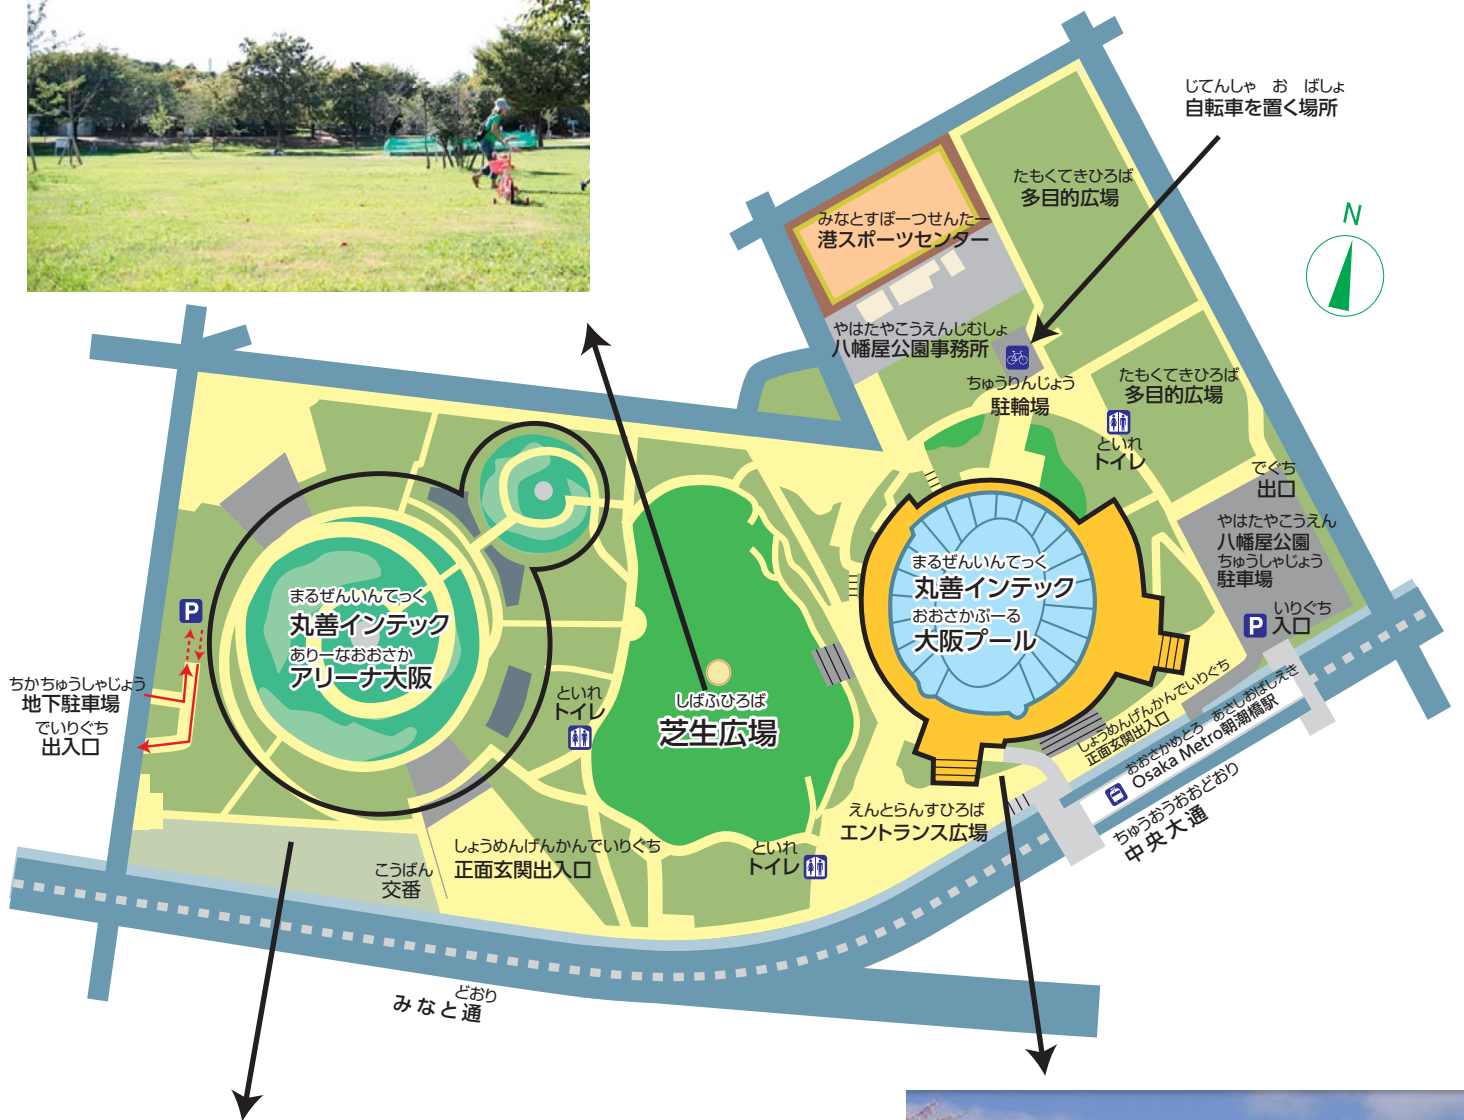 じてんしゃ お ばしょ
自転車を置く場所
N
たもくてきひろば
多目的広場
みなとすぽーつせんたー
港スポーツセンター
やはたやこうえんじむしょ
八幡屋公園事務所
ちゅうりんじょう
駐輪場
たもくてきひろば
多目的広場
といれ
トイレ
でぐち
出口
やはたやこうえん
八幡屋公園
ちゅうしゃじょう
駐車場
いりぐち
P 入口
まるぜんいんてっく
丸善インテック
おおさかぷーる
大阪プール
まるぜんいんてっく
丸善インテック
ありーなおおさか
アリーナ大阪
P
ちかちゅうしゃじょう
地下駐車場
でいりぐち
出入口
といれ
トイレ
しばふひろば
芝生広場
しょうめんげんかんでいりぐち
正面玄関出入口
おおさかめとろ あさしおばしえき
Osaka Metro朝潮橋駅
ちゅうおうおおどおり
中央大通
えんとらんすひろば
エントランス広場
といれ
トイレ
しょうめんげんかんでいりぐち
正面玄関出入口
こうばん
交番
どおり
みなと通